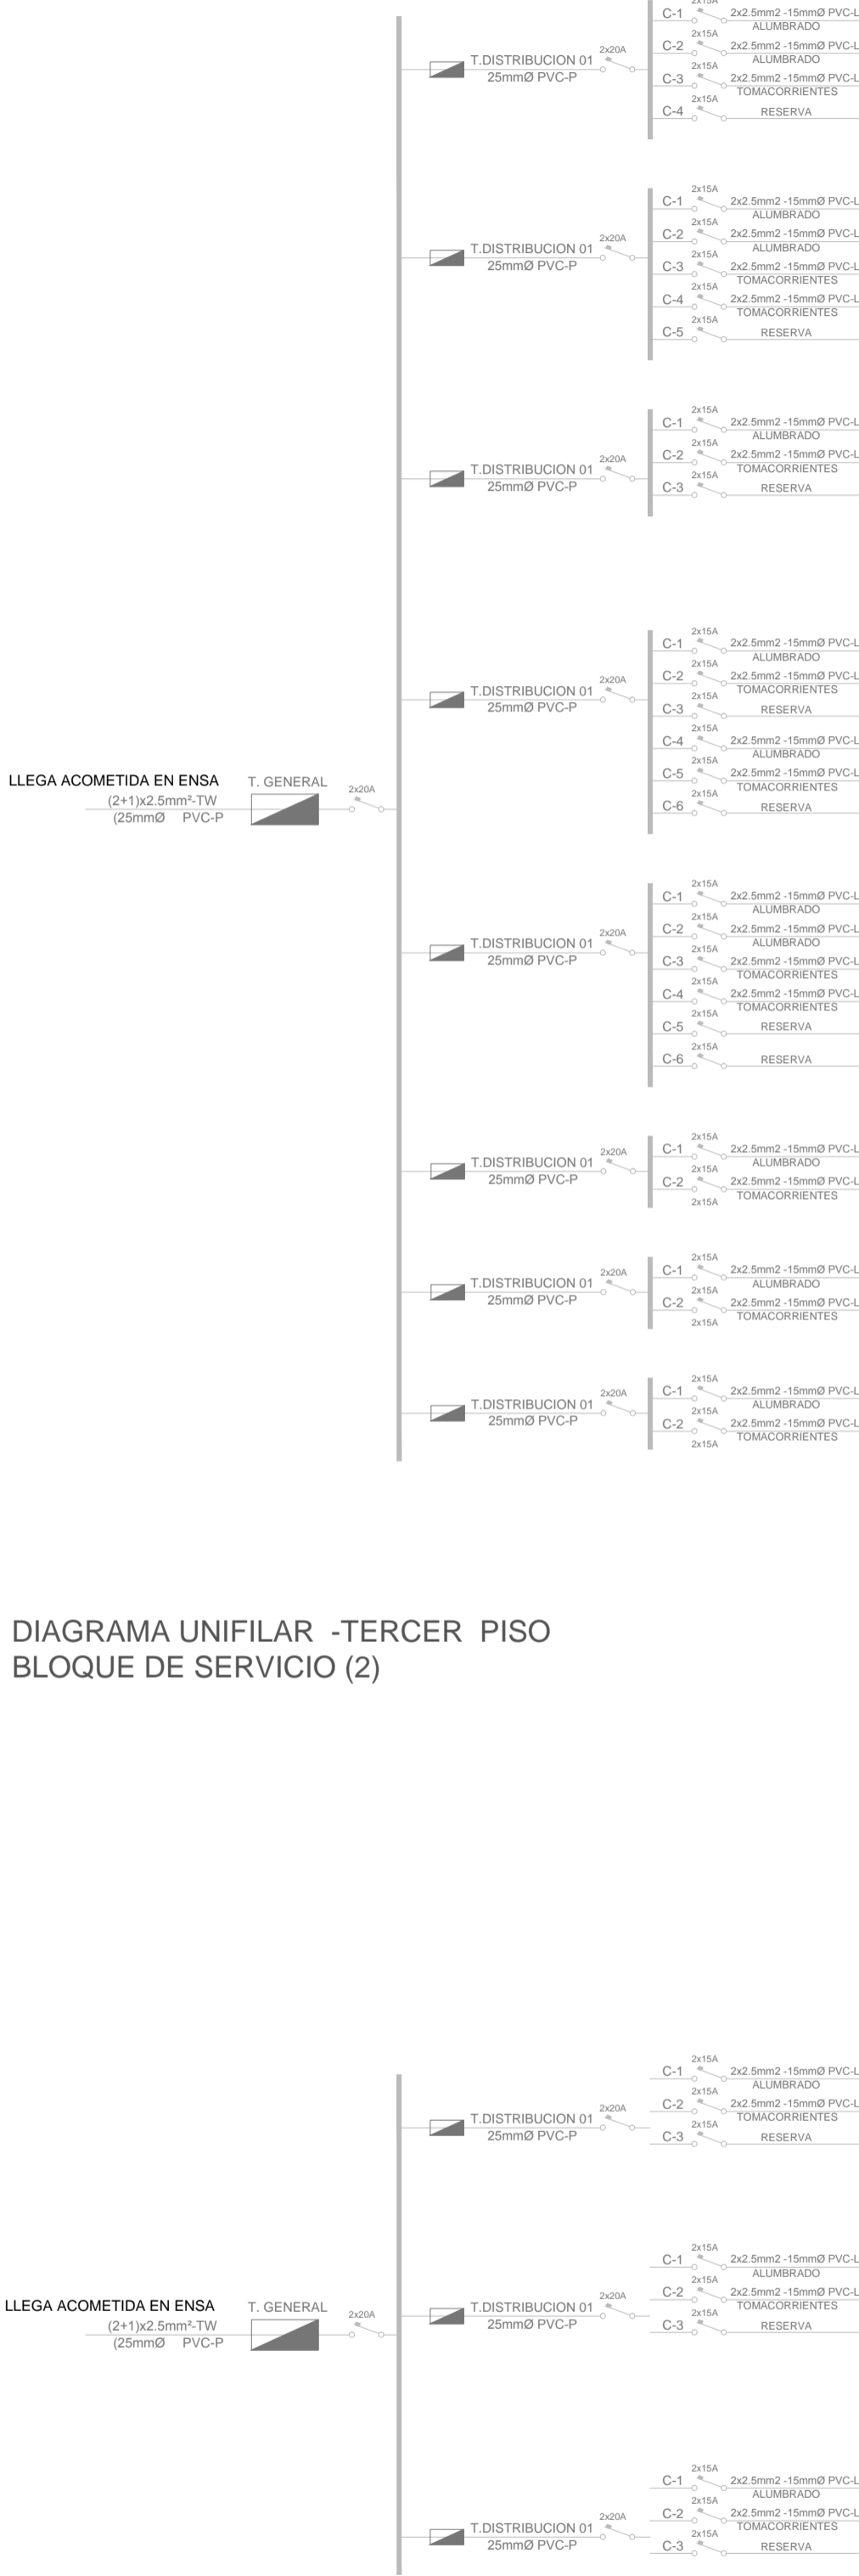 2x15A
C-1 2x2.5mm2 -15mmØ PVC-L
ALUMBRADO
2x15A
C-2 2x2.5mm2 -15mmØ PVC-L
ALUMBRADO
T.DISTRIBUCION 01 2x20A
25mmØ PVC-P
2x15A
C-3 2x2.5mm2 -15mmØ PVC-L
TOMACORRIENTES
2x15A
C-4 RESERVA
2x15A
C-1 2x2.5mm2 -15mmØ PVC-L
ALUMBRADO
2x15A
C-2 2x2.5mm2 -15mmØ PVC-L
ALUMBRADO
T.DISTRIBUCION 01 2x20A
25mmØ PVC-P
2x15A
C-3 2x2.5mm2 -15mmØ PVC-L
TOMACORRIENTES
2x15A
C-4 2x2.5mm2 -15mmØ PVC-L
TOMACORRIENTES
2x15A
C-5 RESERVA
2x15A
C-1 2x2.5mm2 -15mmØ PVC-L
ALUMBRADO
2x15A
C-2 2x2.5mm2 -15mmØ PVC-L
TOMACORRIENTES
T.DISTRIBUCION 01 2x20A
25mmØ PVC-P
2x15A
C-3 RESERVA
2x15A
C-1 2x2.5mm2 -15mmØ PVC-L
ALUMBRADO
2x15A
C-2 2x2.5mm2 -15mmØ PVC-L
TOMACORRIENTES
T.DISTRIBUCION 01 2x20A
25mmØ PVC-P
2x15A
C-3 RESERVA
2x15A
C-4 2x2.5mm2 -15mmØ PVC-L
ALUMBRADO
2x15A
C-5 2x2.5mm2 -15mmØ PVC-L
TOMACORRIENTES
2x15A
C-6 RESERVA
LLEGA ACOMETIDA EN ENSA T. GENERAL 2x20A
(2+1)x2.5mm²-TW
(25mmØ PVC-P
2x15A
C-1 2x2.5mm2 -15mmØ PVC-L
ALUMBRADO
2x15A
C-2 2x2.5mm2 -15mmØ PVC-L
ALUMBRADO
T.DISTRIBUCION 01 2x20A
25mmØ PVC-P
2x15A
C-3 2x2.5mm2 -15mmØ PVC-L
TOMACORRIENTES
2x15A
C-4 2x2.5mm2 -15mmØ PVC-L
TOMACORRIENTES
2x15A
C-5 RESERVA
2x15A
C-6 RESERVA
2x15A
C-1 2x2.5mm2 -15mmØ PVC-L
ALUMBRADO
T.DISTRIBUCION 01 2x20A
25mmØ PVC-P
2x15A
C-2 2x2.5mm2 -15mmØ PVC-L
TOMACORRIENTES
2x15A
2x15A
C-1 2x2.5mm2 -15mmØ PVC-L
ALUMBRADO
T.DISTRIBUCION 01 2x20A
25mmØ PVC-P
2x15A
C-2 2x2.5mm2 -15mmØ PVC-L
TOMACORRIENTES
2x15A
2x15A
C-1 2x2.5mm2 -15mmØ PVC-L
ALUMBRADO
T.DISTRIBUCION 01 2x20A
25mmØ PVC-P
2x15A
C-2 2x2.5mm2 -15mmØ PVC-L
TOMACORRIENTES
2x15A
DIAGRAMA UNIFILAR -TERCER PISO
BLOQUE DE SERVICIO (2)
2x15A
C-1 2x2.5mm2 -15mmØ PVC-L
ALUMBRADO
2x15A
C-2 2x2.5mm2 -15mmØ PVC-L
TOMACORRIENTES
T.DISTRIBUCION 01 2x20A
25mmØ PVC-P
2x15A
C-3 RESERVA
2x15A
C-1 2x2.5mm2 -15mmØ PVC-L
ALUMBRADO
2x15A
C-2 2x2.5mm2 -15mmØ PVC-L
TOMACORRIENTES
T.DISTRIBUCION 01 2x20A
25mmØ PVC-P
2x15A
C-3 RESERVA
LLEGA ACOMETIDA EN ENSA T. GENERAL 2x20A
(2+1)x2.5mm²-TW
(25mmØ PVC-P
2x15A
C-1 2x2.5mm2 -15mmØ PVC-L
ALUMBRADO
2x15A
C-2 2x2.5mm2 -15mmØ PVC-L
TOMACORRIENTES
T.DISTRIBUCION 01 2x20A
25mmØ PVC-P
2x15A
C-3 RESERVA